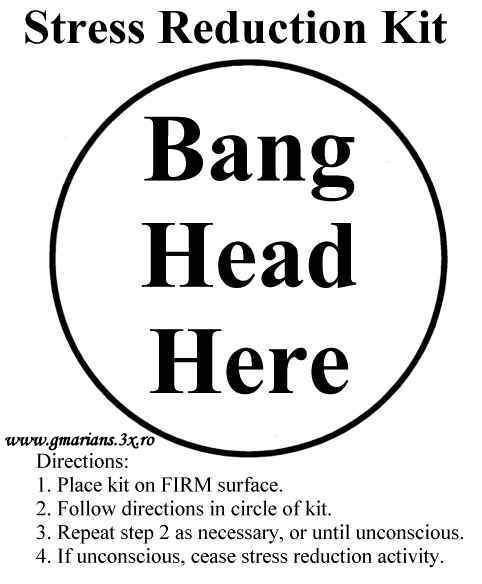 Stress Reduction Kit
Bang
Head
Here
www.gmarians.3x.ro
Directions:
1. Place kit on FIRM surface.
2. Follow directions in circle of kit.
3. Repeat step 2 as necessary, or until unconscious.
4. If unconscious, cease stress reduction activity.